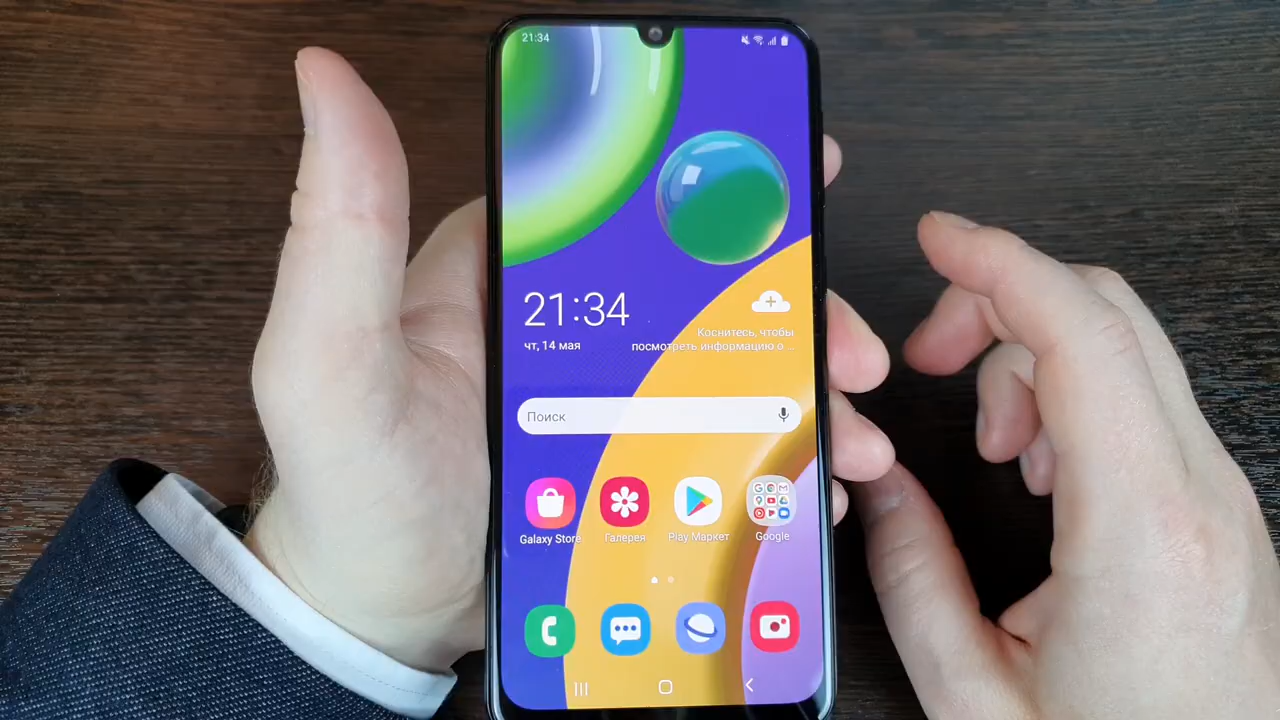 21:34
21:34
чт, 14 мая
Коснитесь, чтобы
посмотреть информацию о ...
Поиск
Galaxy Store
Галерея
Play Маркет
Google